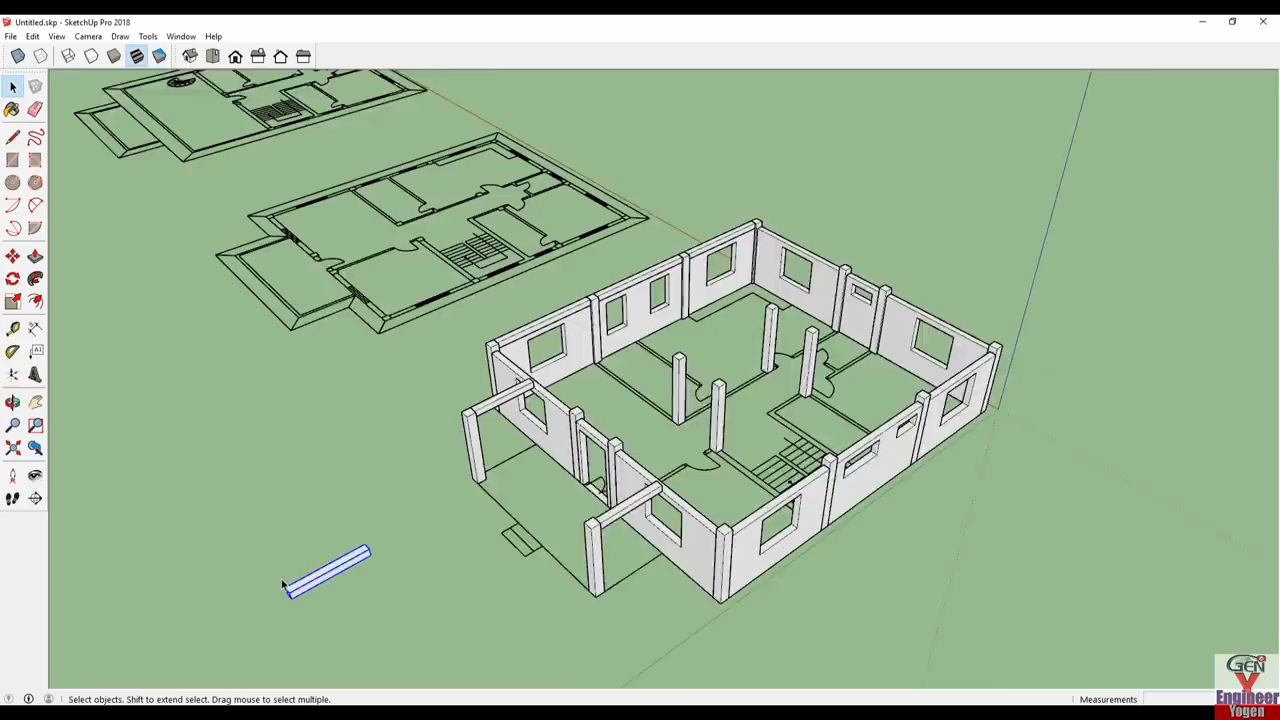 Untitled.skp - SketchUp Pro 2018
File Edit View Camera Draw Tools Window Help
Select objects. Shift to extend select. Drag mouse to select multiple.
Measurements
GEN
Y
Engineer
Yogen